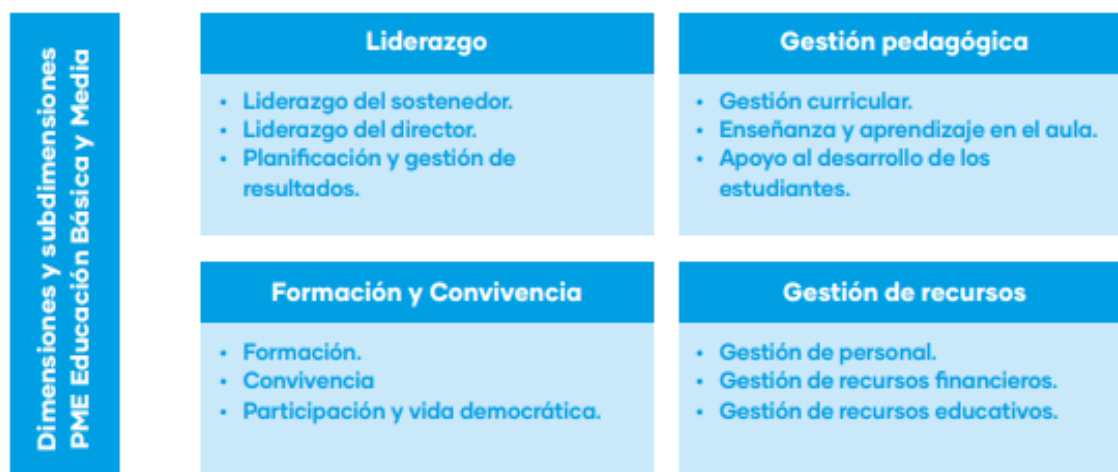 Dimensiones y subdimensiones
PME Educación Básica y Media
Liderazgo
• Liderazgo del sostenedor.
• Liderazgo del director.
• Planificación y gestión de
resultados.
Gestión pedagógica
• Gestión curricular.
• Enseñanza y aprendizaje en el aula.
• Apoyo al desarrollo de los
estudiantes.
Formación y Convivencia
• Formación.
• Convivencia
• Participación y vida democrática.
Gestión de recursos
• Gestión de personal.
• Gestión de recursos financieros.
• Gestión de recursos educativos.